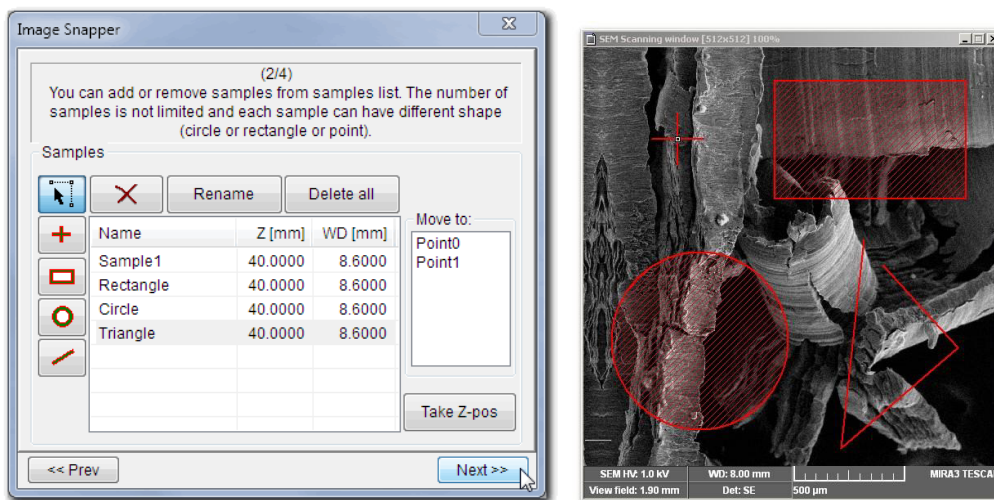 Image Snapper
(2/4)
You can add or remove samples from samples list. The number of
samples is not limited and each sample can have different shape
(circle or rectangle or point).
Samples
Rename
Delete all
Name Z [mm] WD [mm]
Sample1 40.0000 8.6000
Rectangle 40.0000 8.6000
Circle 40.0000 8.6000
Triangle 40.0000 8.6000
Move to:
Point0
Point1
Take Z-pos
<< Prev
Next >>
SEM Scanning window [512x512] 100%
SEM HV: 1.0 kV WD: 8.00 mm MIRA3 TESCA
View field: 1.90 mm Det: SE 500 µm